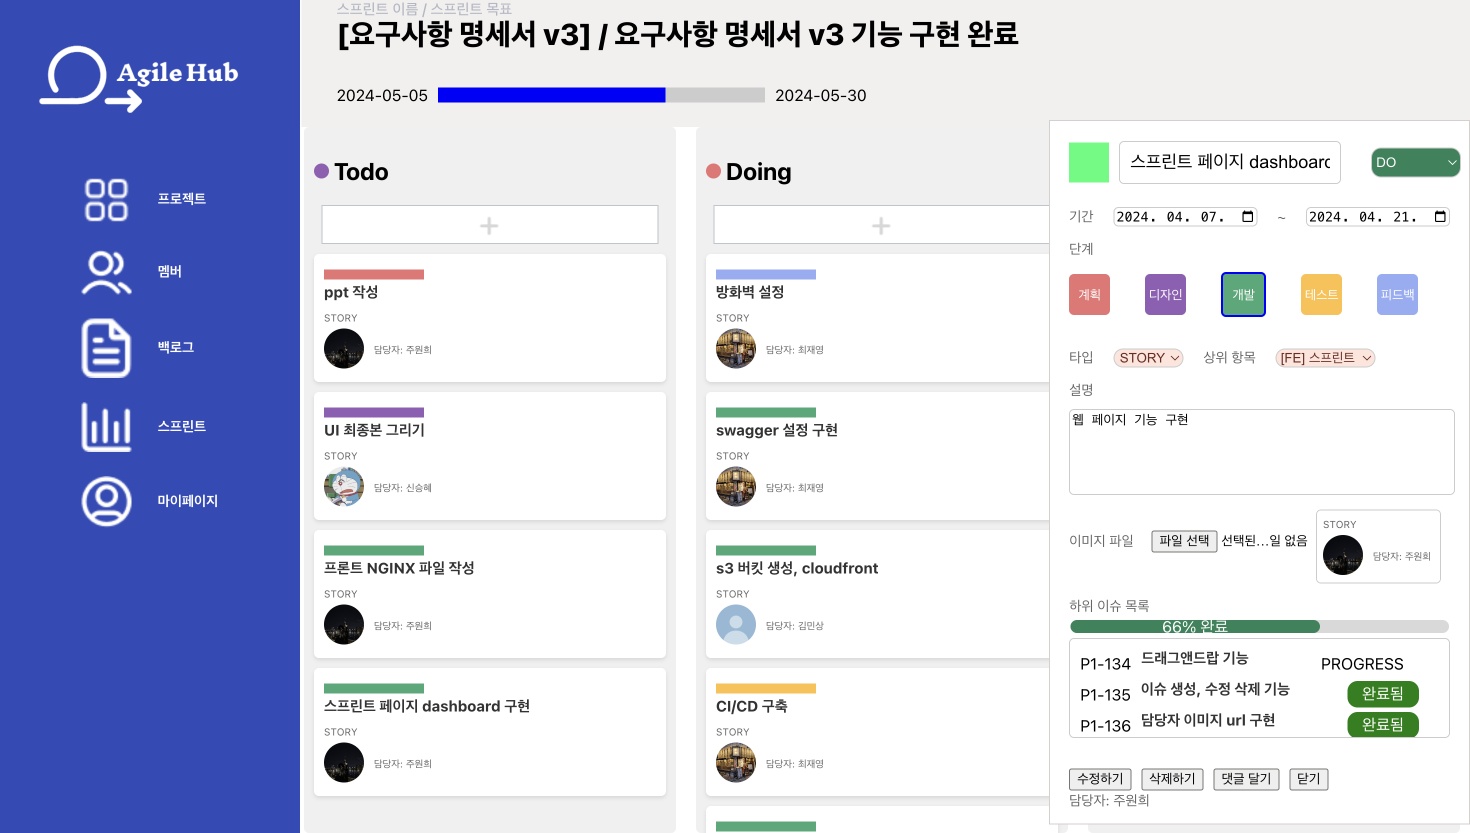 Agile Hub
프로젝트
멤버
백로그
스프린트
마이페이지
스프린트 이름 / 스프린트 목표
[요구사항 명세서 v3] / 요구사항 명세서 v3 기능 구현 완료
2024-05-05
2024-05-30
Todo
ppt 작성
STORY
담당자: 주원희
UI 최종본 그리기
STORY
담당자: 신승혜
프론트 NGINX 파일 작성
STORY
담당자: 주원희
스프린트 페이지 dashboard 구현
STORY
담당자: 주원희
Doing
방화벽 설정
STORY
담당자: 최재영
swagger 설정 구현
STORY
담당자: 최재영
s3 버킷 생성, cloudfront
STORY
담당자: 김민상
CI/CD 구축
STORY
담당자: 최재영
스프린트 페이지 dashboard
DO
기간 2024. 04. 07. ~ 2024. 04. 21.
단계
계획 디자인 개발 테스트 피드백
타입 STORY 상위 항목 [FE] 스프린트
설명
웹 페이지 기능 구현
이미지 파일 파일 선택 선택된...일 없음
STORY
담당자: 주원희
하위 이슈 목록
66% 완료
P1-134 드래그앤드랍 기능 PROGRESS
P1-135 이슈 생성, 수정 삭제 기능 완료됨
P1-136 담당자 이미지 url 구현 완료됨
수정하기 삭제하기 댓글 달기 닫기
담당자: 주원희